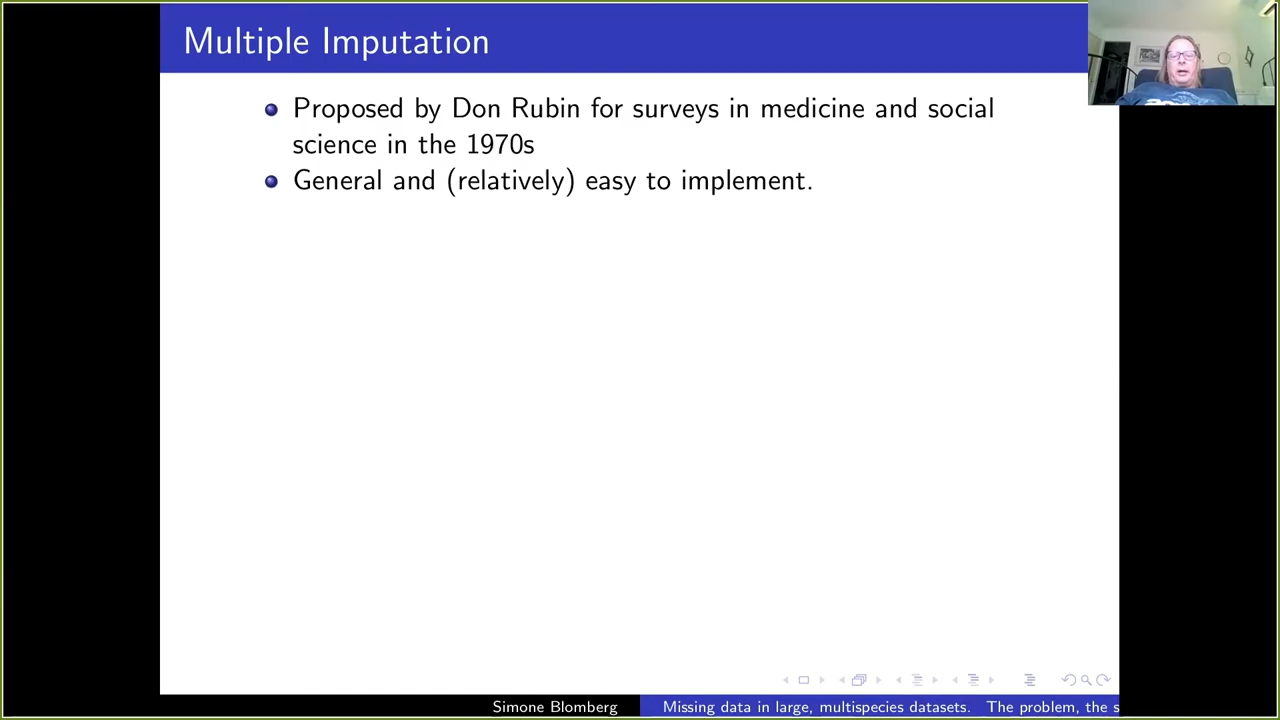 Multiple Imputation
Proposed by Don Rubin for surveys in medicine and social
science in the 1970s
General and (relatively) easy to implement.
Simone Blomberg
Missing data in large, multispecies datasets. The problem, the s